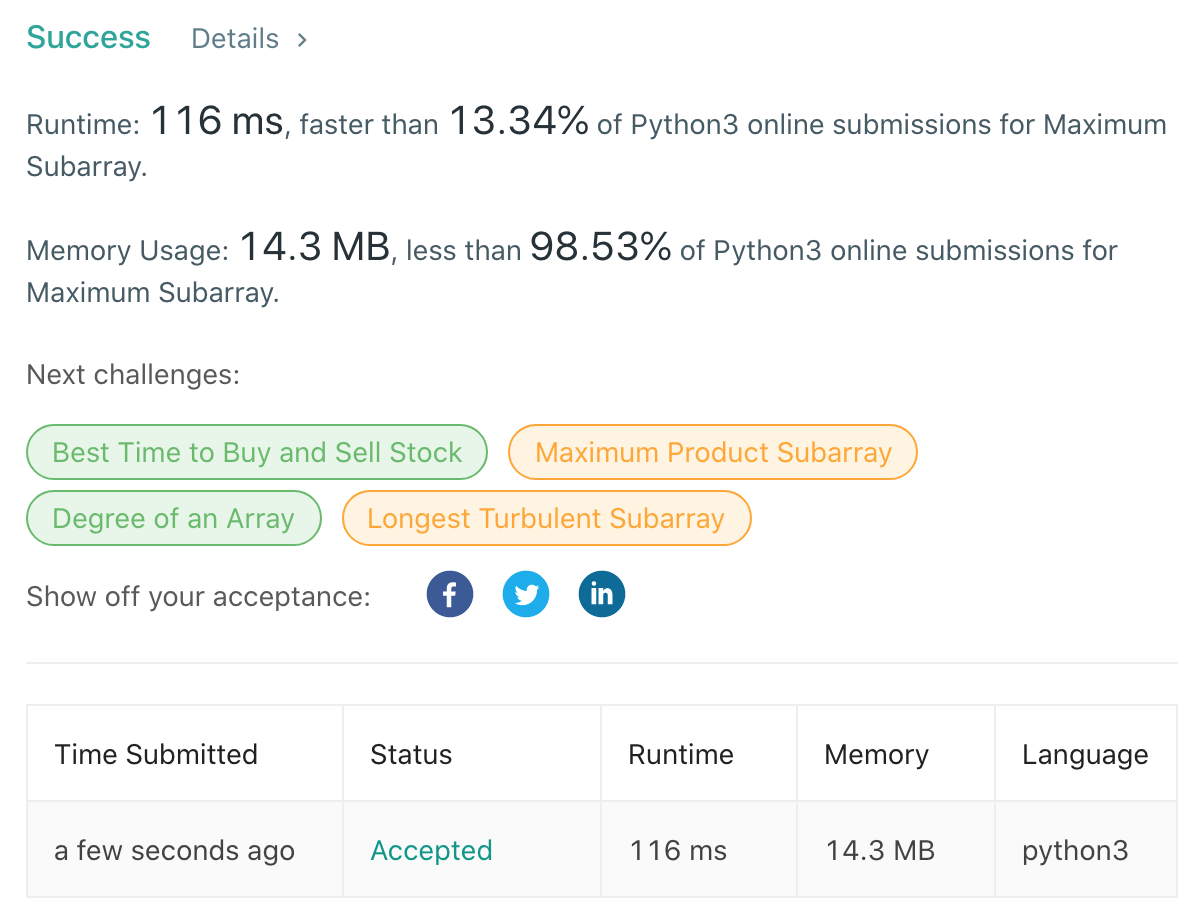 Success Details >
Runtime: 116 ms, faster than 13.34% of Python3 online submissions for Maximum
Subarray.
Memory Usage: 14.3 MB, less than 98.53% of Python3 online submissions for
Maximum Subarray.
Next challenges:
Best Time to Buy and Sell Stock Maximum Product Subarray
Degree of an Array Longest Turbulent Subarray
Show off your acceptance: f in
Time Submitted Status Runtime Memory Language
a few seconds ago Accepted 116 ms 14.3 MB python3